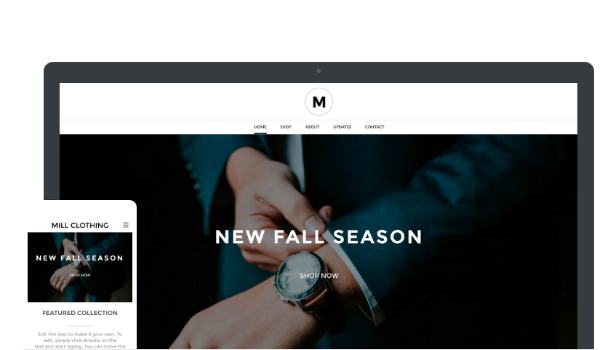 M
HOME SHOP ABOUT UPDATES CONTACT
NEW FALL SEASON
SHOP NOW
MILL CLOTHING
NEW FALL SEASON
SHOP NOW
FEATURED COLLECTION
Edit this text to make it your own. To
edit, simply click directly on the
text and start typing. You can move the